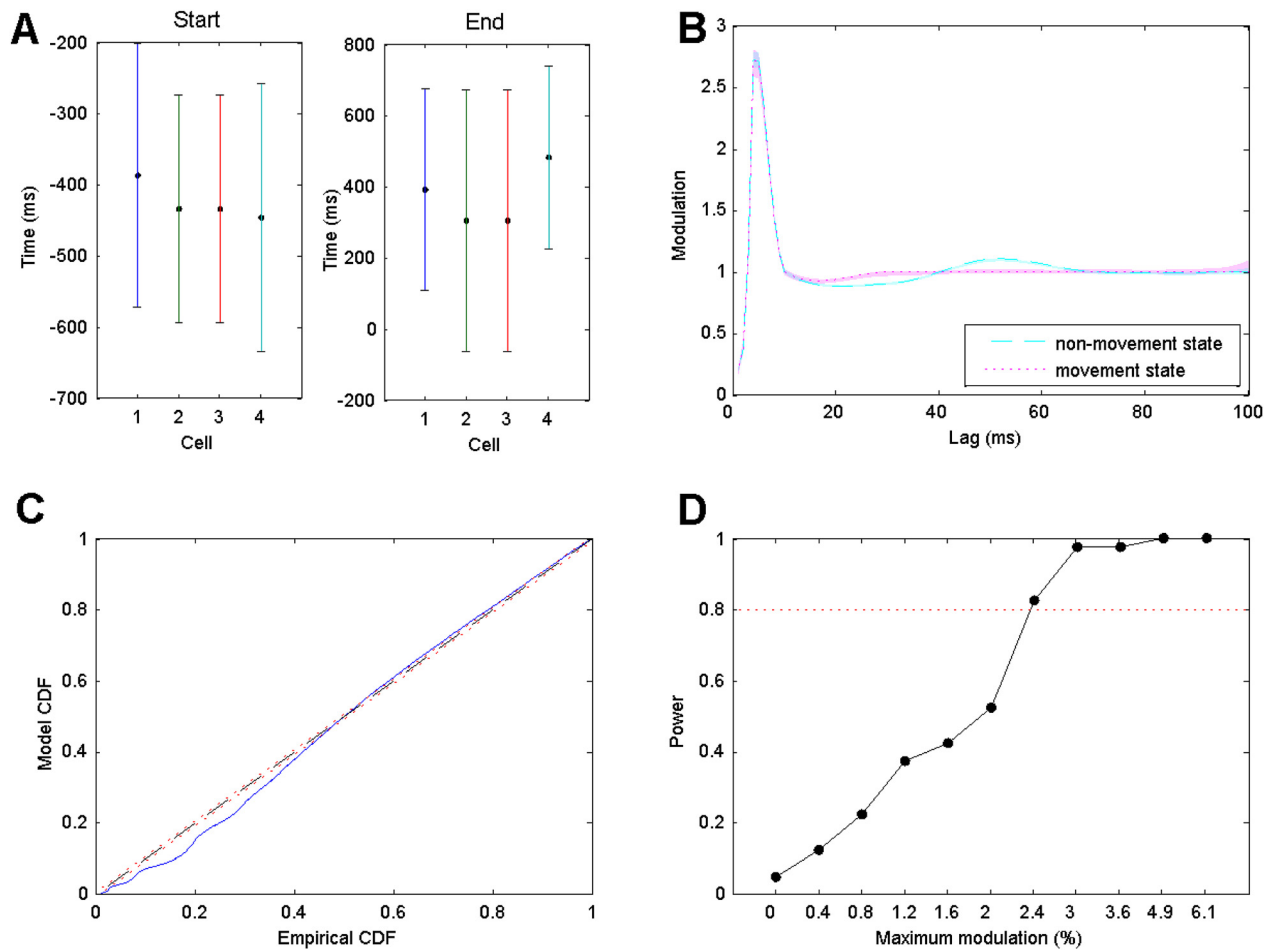 A
Start
-200
-300
-400
-500
-600
-700
Time (ms)
1 2 3 4
Cell
End
800
600
400
200
0
-200
Time (ms)
1 2 3 4
Cell
B
3
2.5
2
1.5
1
0.5
0
Modulation
0 20 40 60 80 100
Lag (ms)
non-movement state
movement state
C
1
0.8
0.6
0.4
0.2
0
Model CDF
0 0.2 0.4 0.6 0.8 1
Empirical CDF
D
1
0.8
0.6
0.4
0.2
0
Power
0 0.4 0.8 1.2 1.6 2 2.4 3 3.6 4.9 6.1
Maximum modulation (%)